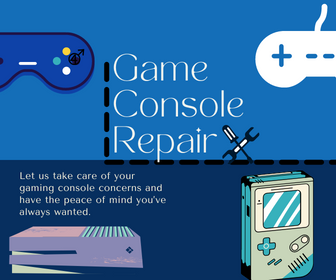 Game
Console
Repair
Let us take care of your
gaming console concerns and
have the peace of mind you've
always wanted.